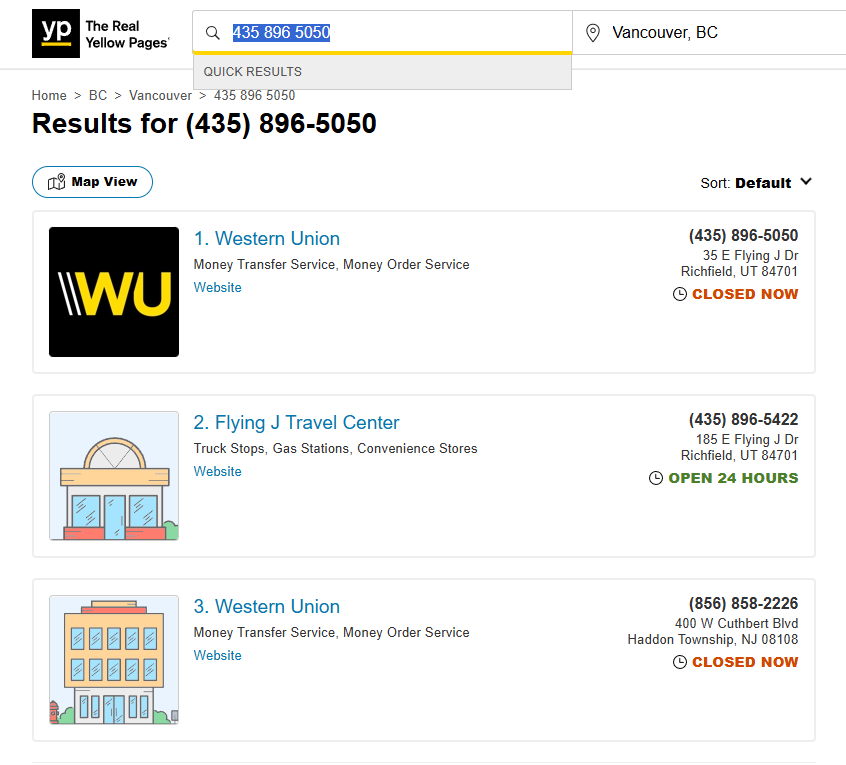 yp The Real Yellow Pages®
435 896 5050
Vancouver, BC
QUICK RESULTS
Home > BC > Vancouver > 435 896 5050
Results for (435) 896-5050
Map View
Sort: Default
WU
1. Western Union
Money Transfer Service, Money Order Service
Website
(435) 896-5050
35 E Flying J Dr
Richfield, UT 84701
CLOSED NOW
2. Flying J Travel Center
Truck Stops, Gas Stations, Convenience Stores
Website
(435) 896-5422
185 E Flying J Dr
Richfield, UT 84701
OPEN 24 HOURS
3. Western Union
Money Transfer Service, Money Order Service
Website
(856) 858-2226
400 W Cuthbert Blvd
Haddon Township, NJ 08108
CLOSED NOW